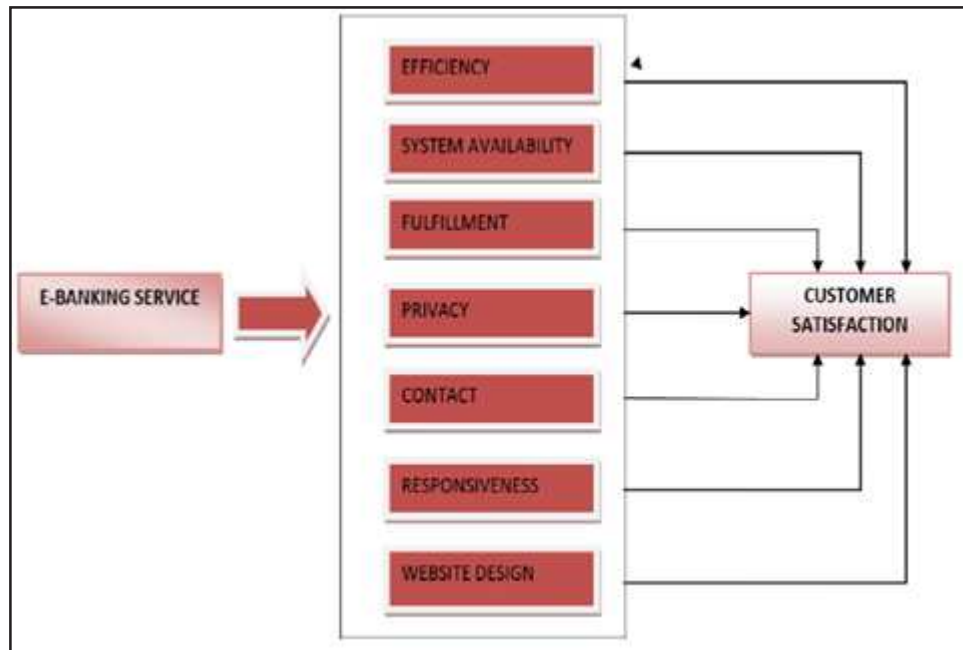 EFFICIENCY
SYSTEM AVAILABILITY
FULFILLMENT
E-BANKING SERVICE
PRIVACY
CUSTOMER
SATISFACTION
CONTACT
RESPONSIVENESS
WEBSITE DESIGN